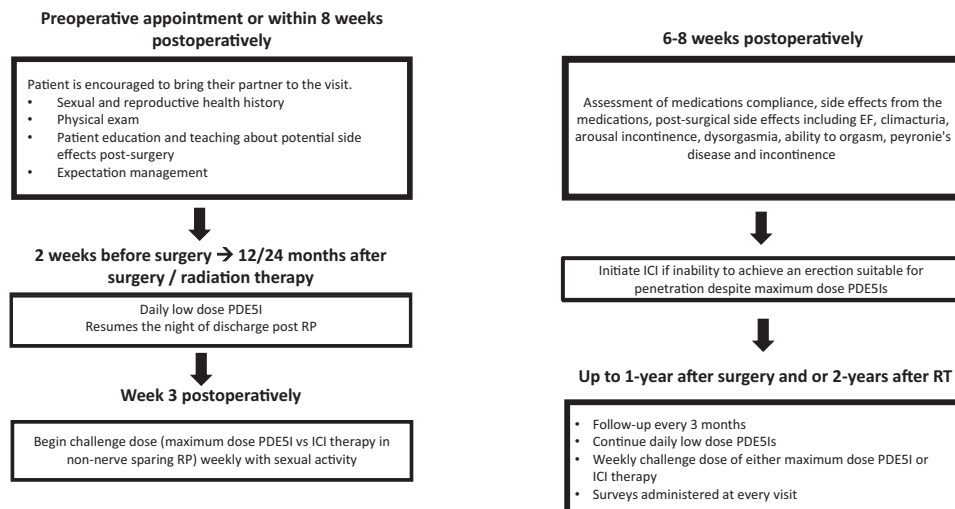 Preoperative appointment or within 8 weeks
postoperatively
Patient is encouraged to bring their partner to the visit.
• Sexual and reproductive health history
• Physical exam
• Patient education and teaching about potential side
effects post-surgery
• Expectation management
2 weeks before surgery → 12/24 months after
surgery / radiation therapy
Daily low dose PDE5I
Resumes the night of discharge post RP
Week 3 postoperatively
Begin challenge dose (maximum dose PDE5I vs ICI therapy in
non-nerve sparing RP) weekly with sexual activity
6-8 weeks postoperatively
Assessment of medications compliance, side effects from the
medications, post-surgical side effects including EF, climacturia,
arousal incontinence, dysorgasmia, ability to orgasm, peyronie's
disease and incontinence
Initiate ICI if inability to achieve an erection suitable for
penetration despite maximum dose PDE5Is
Up to 1-year after surgery and or 2-years after RT
• Follow-up every 3 months
• Continue daily low dose PDE5Is
• Weekly challenge dose of either maximum dose PDE5I or
ICI therapy
• Surveys administered at every visit